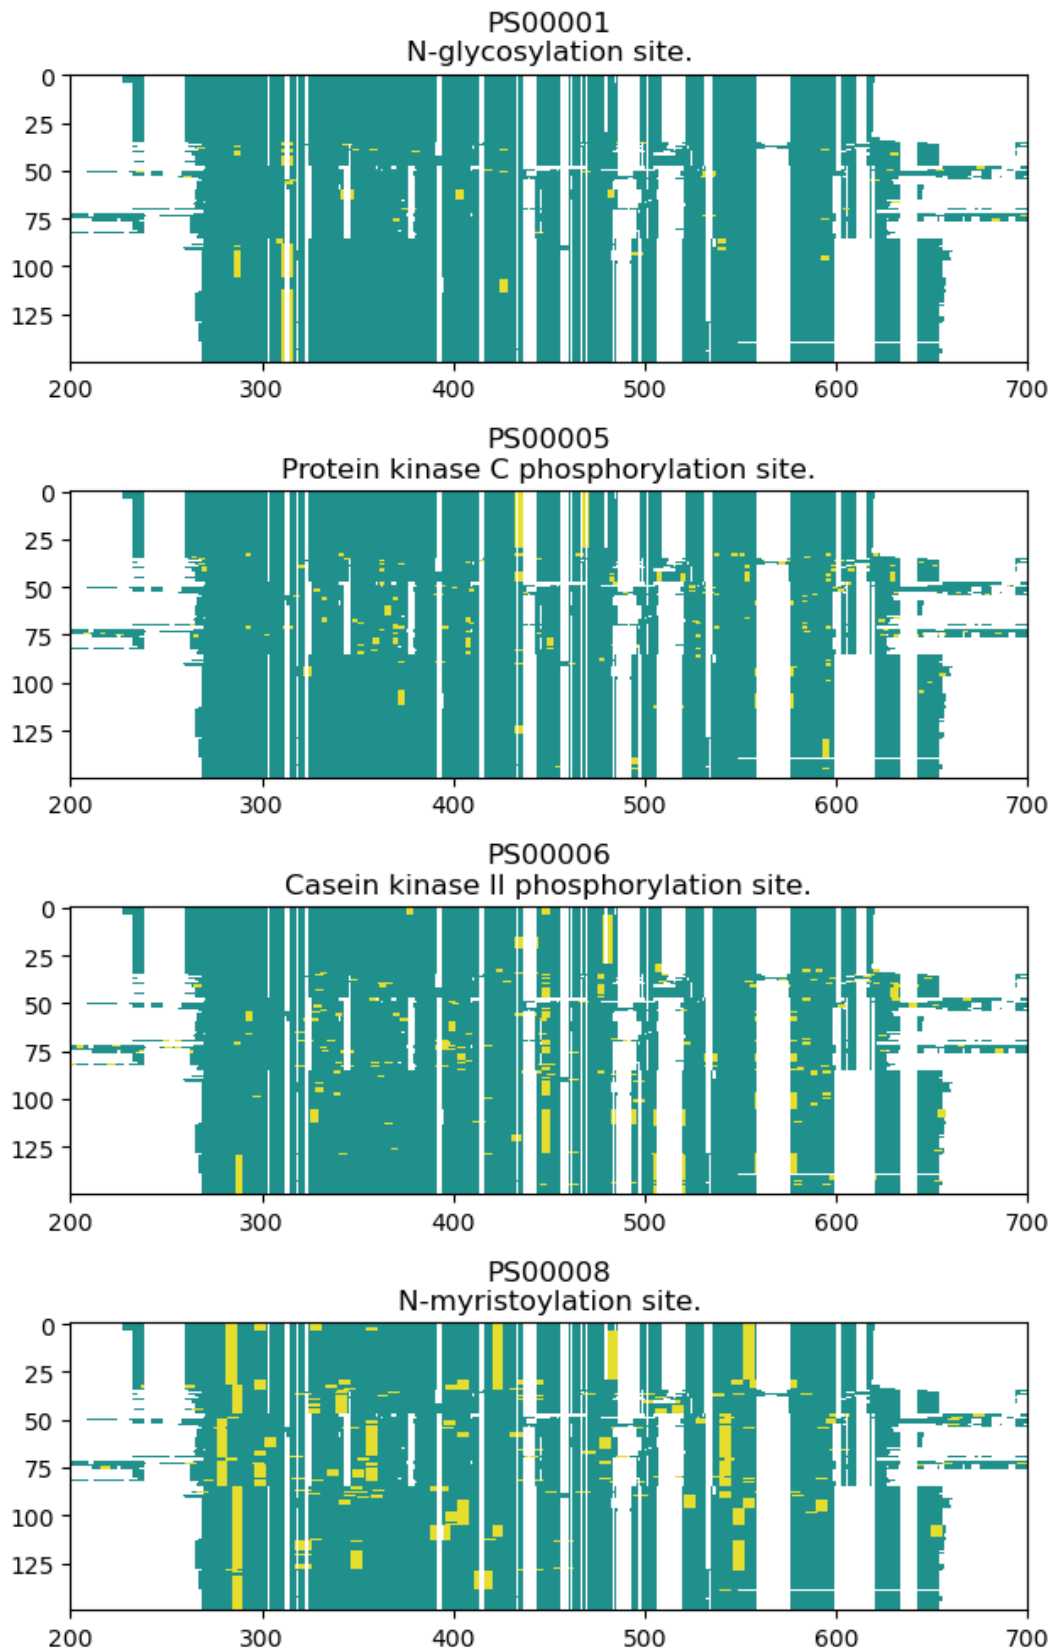 PS00001
N-glycosylation site.
0
25
50
75
100
125
200 300 400 500 600 700
PS00005
Protein kinase C phosphorylation site.
0
25
50
75
100
125
200 300 400 500 600 700
PS00006
Casein kinase II phosphorylation site.
0
25
50
75
100
125
200 300 400 500 600 700
PS00008
N-myristoylation site.
0
25
50
75
100
125
200 300 400 500 600 700